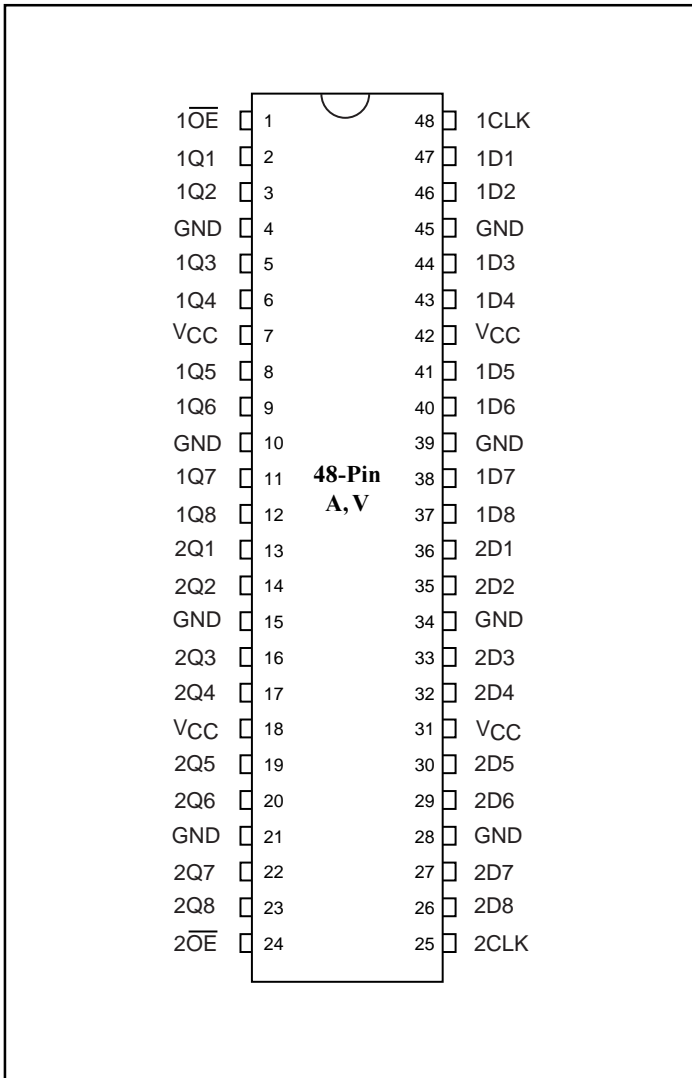 1O̅E̅ 1 48 1CLK
1Q1 2 47 1D1
1Q2 3 46 1D2
GND 4 45 GND
1Q3 5 44 1D3
1Q4 6 43 1D4
VCC 7 42 VCC
1Q5 8 41 1D5
1Q6 9 40 1D6
GND 10 39 GND
1Q7 11 48-Pin 38 1D7
1Q8 12 A, V 37 1D8
2Q1 13 36 2D1
2Q2 14 35 2D2
GND 15 34 GND
2Q3 16 33 2D3
2Q4 17 32 2D4
VCC 18 31 VCC
2Q5 19 30 2D5
2Q6 20 29 2D6
GND 21 28 GND
2Q7 22 27 2D7
2Q8 23 26 2D8
2O̅E̅ 24 25 2CLK